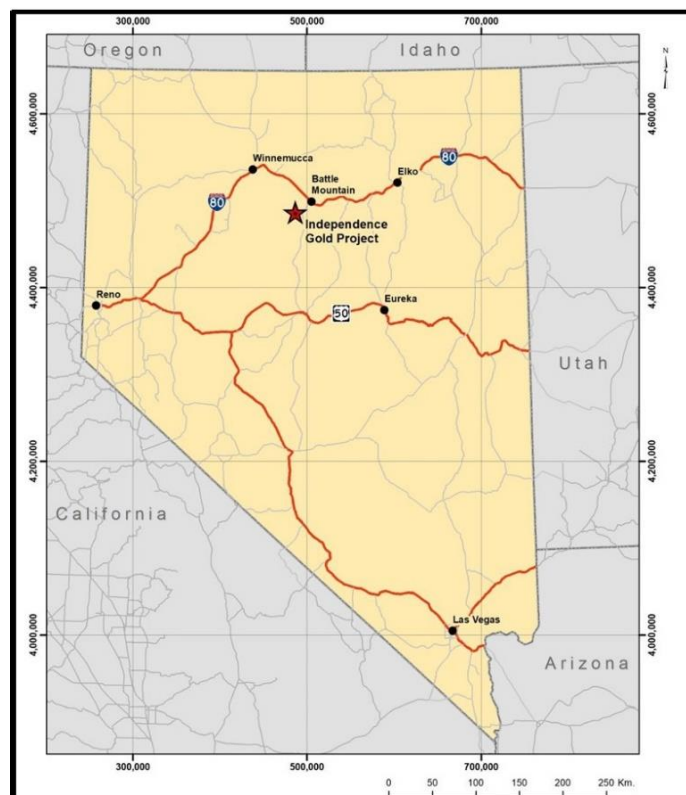 300,000 500,000 700,000
Oregon Idaho
N
4,600,000 4,600,000
80
Winnemucca
Battle
Mountain
Elko
80
Independence
Gold Project
4,400,000 4,400,000
Reno
50
Eureka
Utah
4,200,000 4,200,000
California
Las Vegas
4,000,000 4,000,000
Arizona
300,000 500,000 700,000
0 50 100 150 200 250 Km.